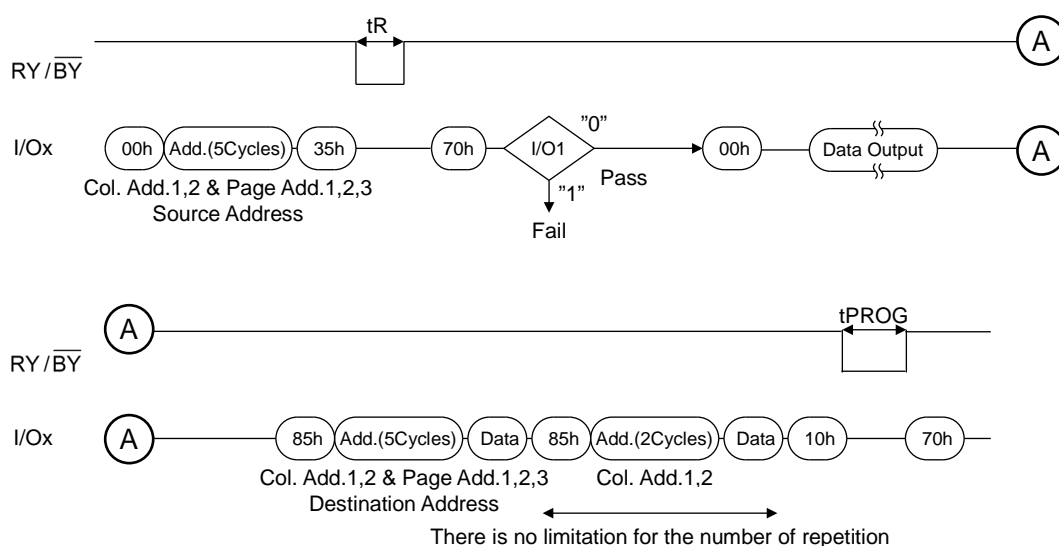 tR
RY/BY
A
I/Ox
00h Add.(5Cycles) 35h 70h I/O1 "0" 00h Data Output A
Pass
"1"
Fail
Col. Add.1,2 & Page Add.1,2,3
Source Address
A
tPROG
RY/BY
I/Ox
A 85h Add.(5Cycles) Data 85h Add.(2Cycles) Data 10h 70h
Col. Add.1,2 & Page Add.1,2,3 Col. Add.1,2
Destination Address
There is no limitation for the number of repetition